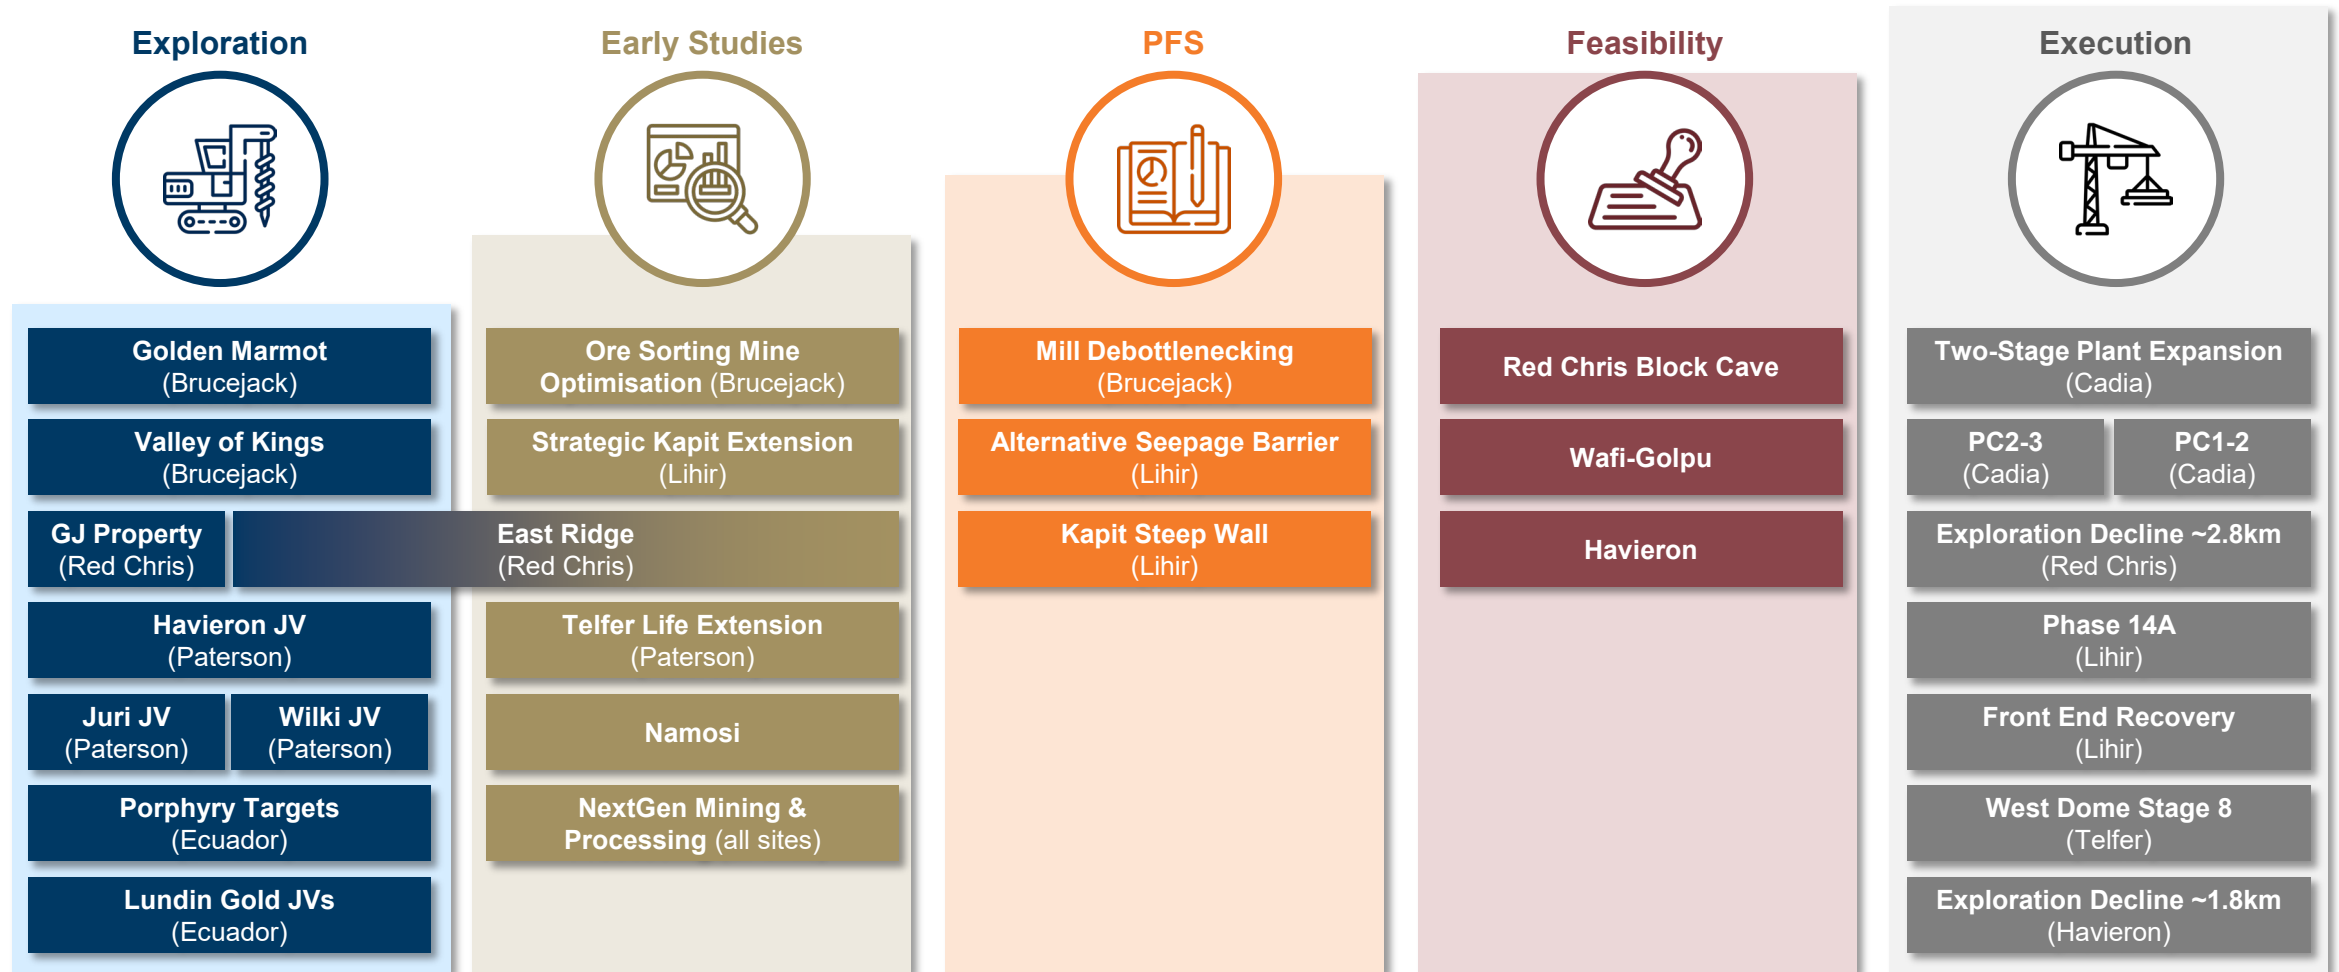 Exploration
Golden Marmot
(Brucejack)
Valley of Kings
(Brucejack)
GJ Property
(Red Chris)
East Ridge
(Red Chris)
Havieron JV
(Paterson)
Juri JV
(Paterson)
Wilki JV
(Paterson)
Porphyry Targets
(Ecuador)
Lundin Gold JVs
(Ecuador)
Early Studies
Ore Sorting Mine
Optimisation (Brucejack)
Strategic Kapit Extension
(Lihir)
Telfer Life Extension
(Paterson)
Namosi
NextGen Mining &
Processing (all sites)
PFS
Mill Debottlenecking
(Brucejack)
Alternative Seepage Barrier
(Lihir)
Kapit Steep Wall
(Lihir)
Feasibility
Red Chris Block Cave
Wafi-Golpu
Havieron
Execution
Two-Stage Plant Expansion
(Cadia)
PC2-3
(Cadia)
PC1-2
(Cadia)
Exploration Decline ~2.8km
(Red Chris)
Phase 14A
(Lihir)
Front End Recovery
(Lihir)
West Dome Stage 8
(Telfer)
Exploration Decline ~1.8km
(Havieron)